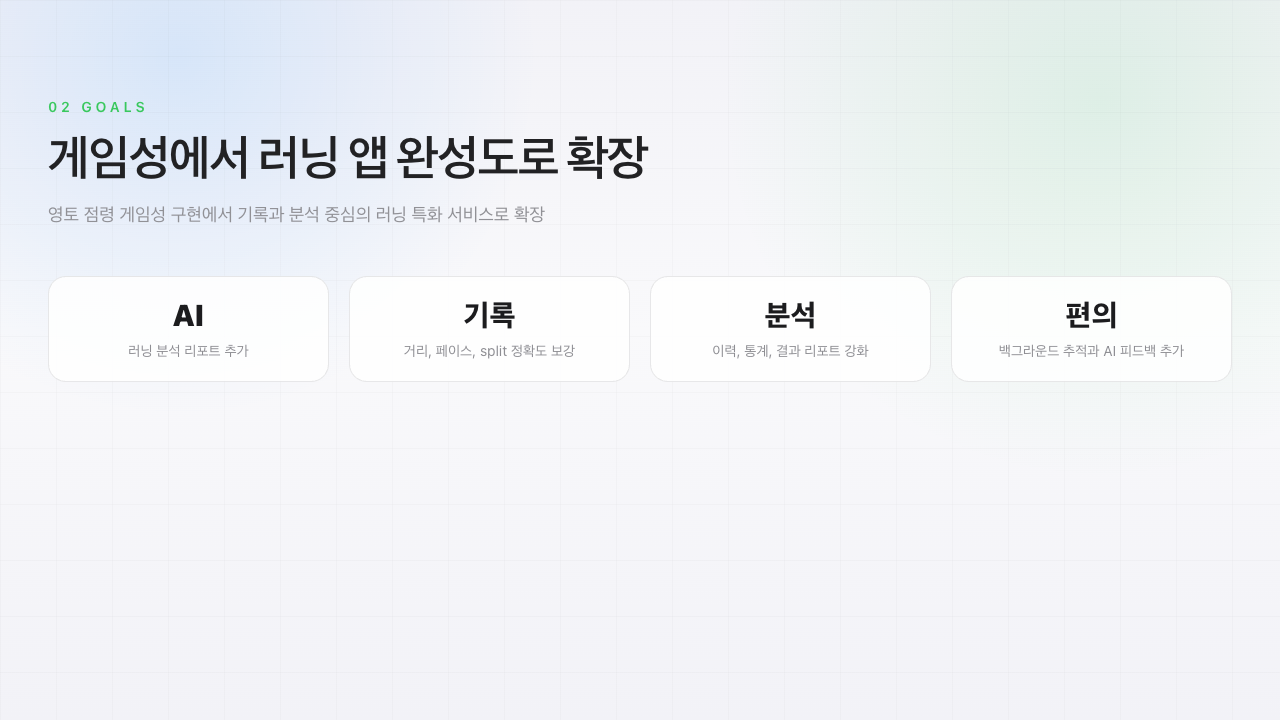 02 GOALS
게임성에서 러닝 앱 완성도로 확장
영토 점령 게임성 구현에서 기록과 분석 중심의 러닝 특화 서비스로 확장
AI
러닝 분석 리포트 추가
기록
거리, 페이스, split 정확도 보강
분석
이력, 통계, 결과 리포트 강화
편의
백그라운드 추적과 AI 피드백 추가